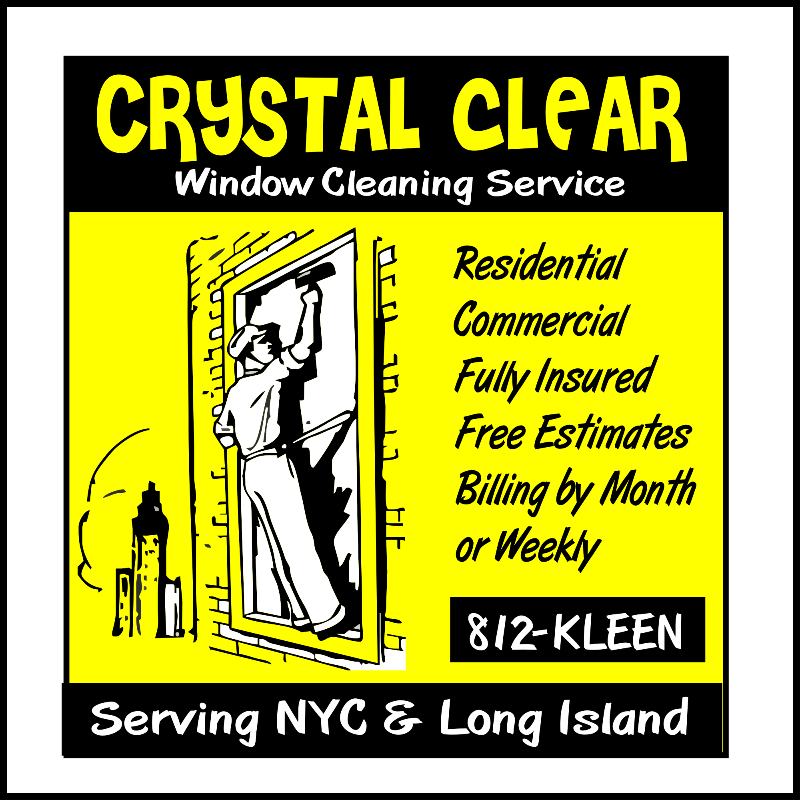 CRYSTAL CLeAR
Window Cleaning Service
Residential
Commercial
Fully Insured
Free Estimates
Billing by Month
or Weekly
812-KLEEN
Serving NYC & Long Island